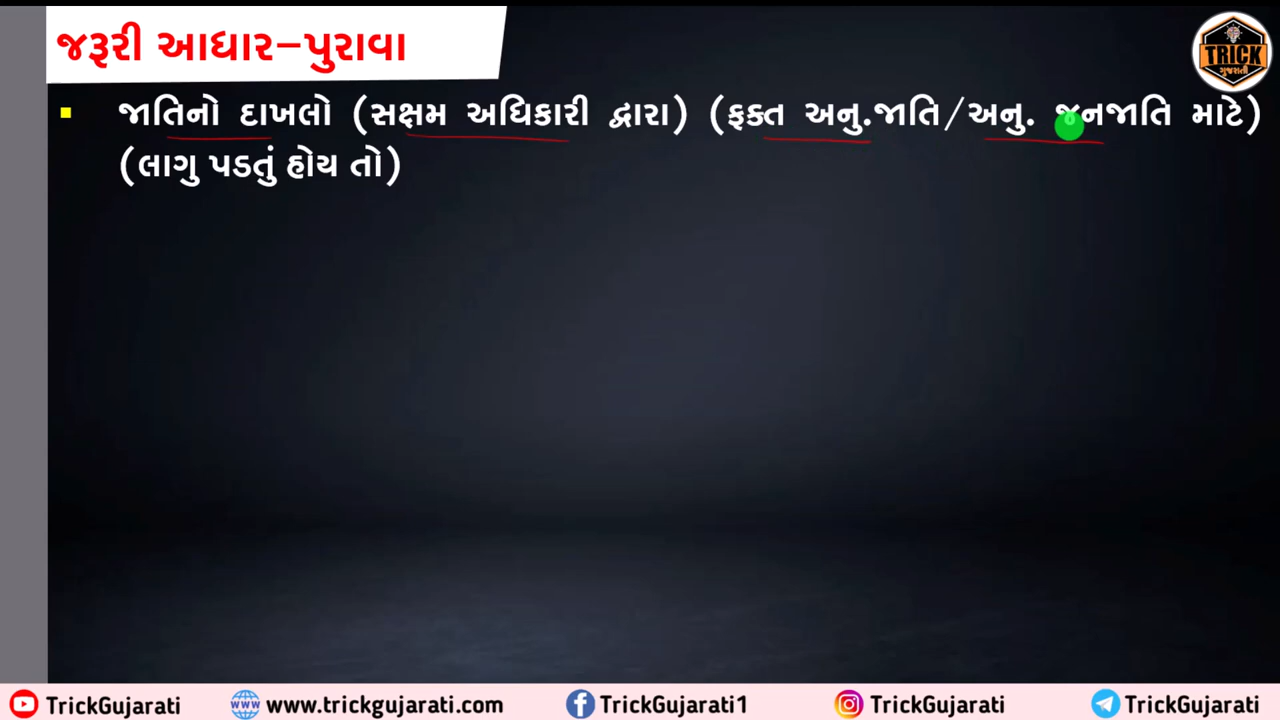 જરૂરી આધાર–પુરાવા
TRICK
ગુજરાતી
▪ જાતિનો દાખલો (સક્ષમ અધિકારી દ્વારા) (ફક્ત અનુ.જાતિ/અનુ. જનજાતિ માટે)
(લાગુ પડતું હોય તો)
TrickGujarati www www.trickgujarati.com TrickGujarati1 TrickGujarati TrickGujarati